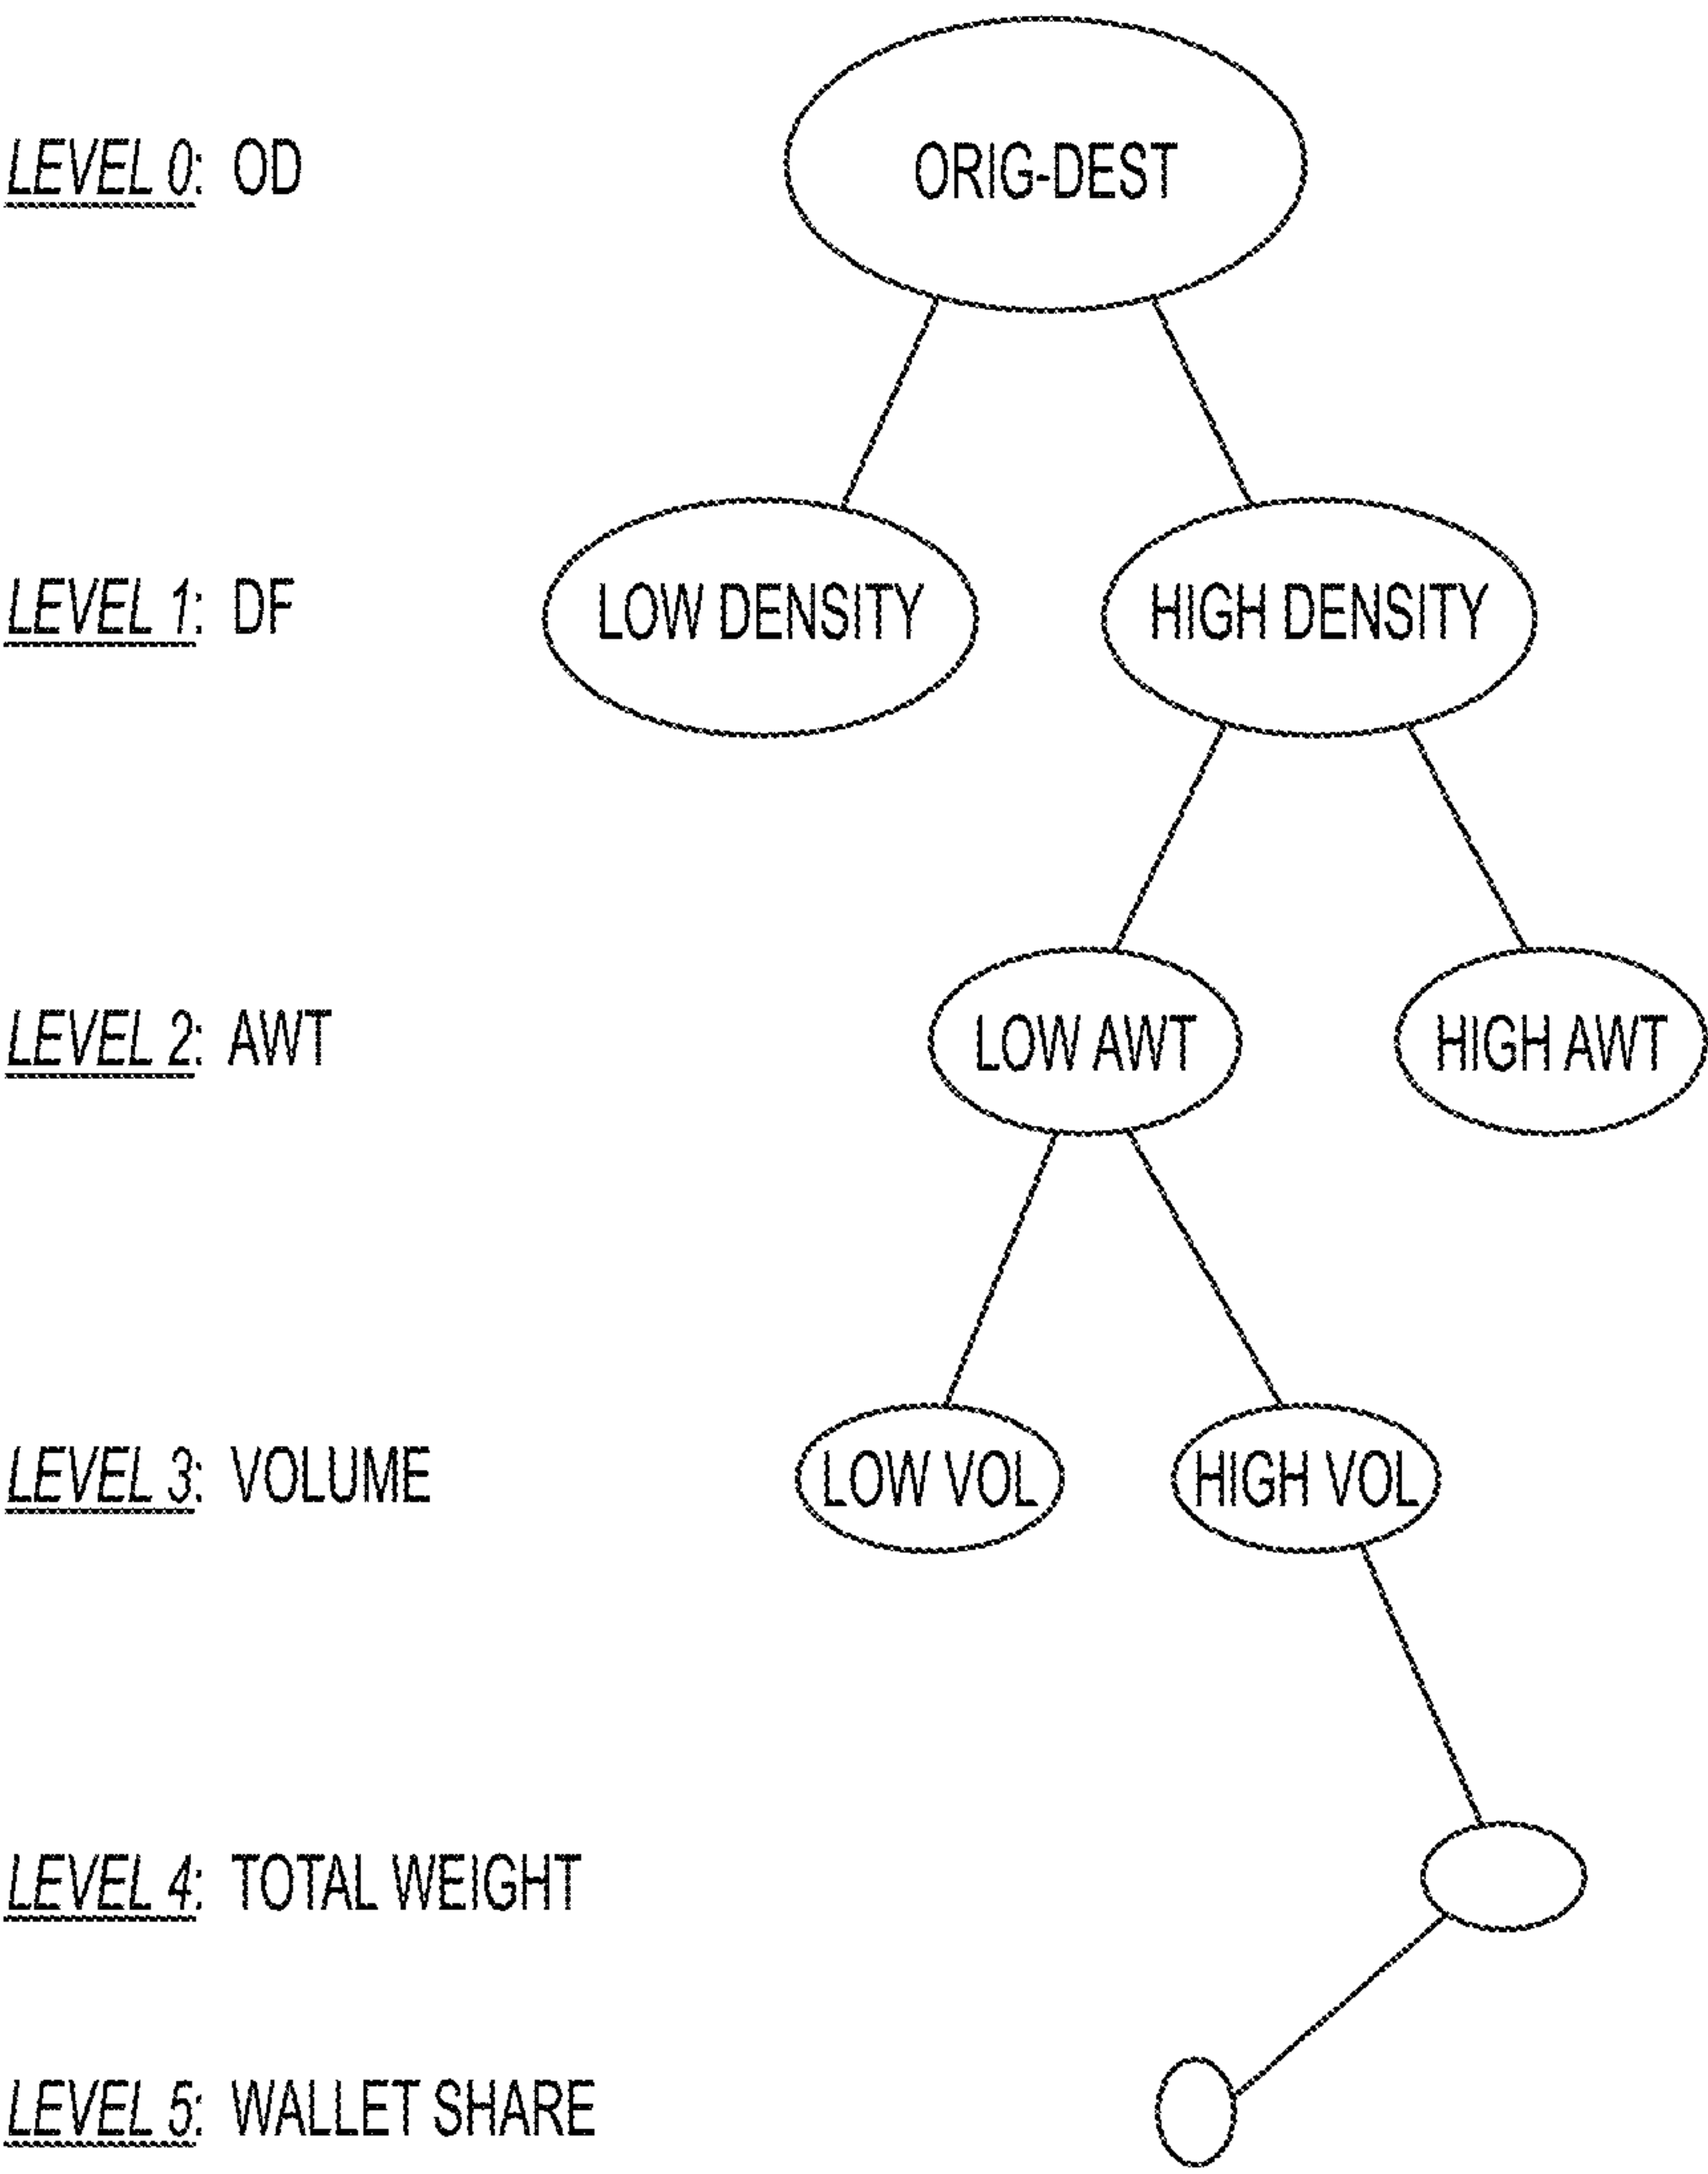 LEVEL 0: OD
ORIG-DEST
LEVEL 1: DF
LOW DENSITY
HIGH DENSITY
LEVEL 2: AWT
LOW AWT
HIGH AWT
LEVEL 3: VOLUME
LOW VOL
HIGH VOL
LEVEL 4: TOTAL WEIGHT
LEVEL 5: WALLET SHARE